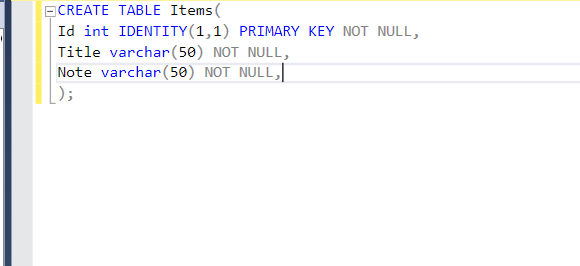 CREATE TABLE Items(
Id int IDENTITY(1,1) PRIMARY KEY NOT NULL,
Title varchar(50) NOT NULL,
Note varchar(50) NOT NULL,
);